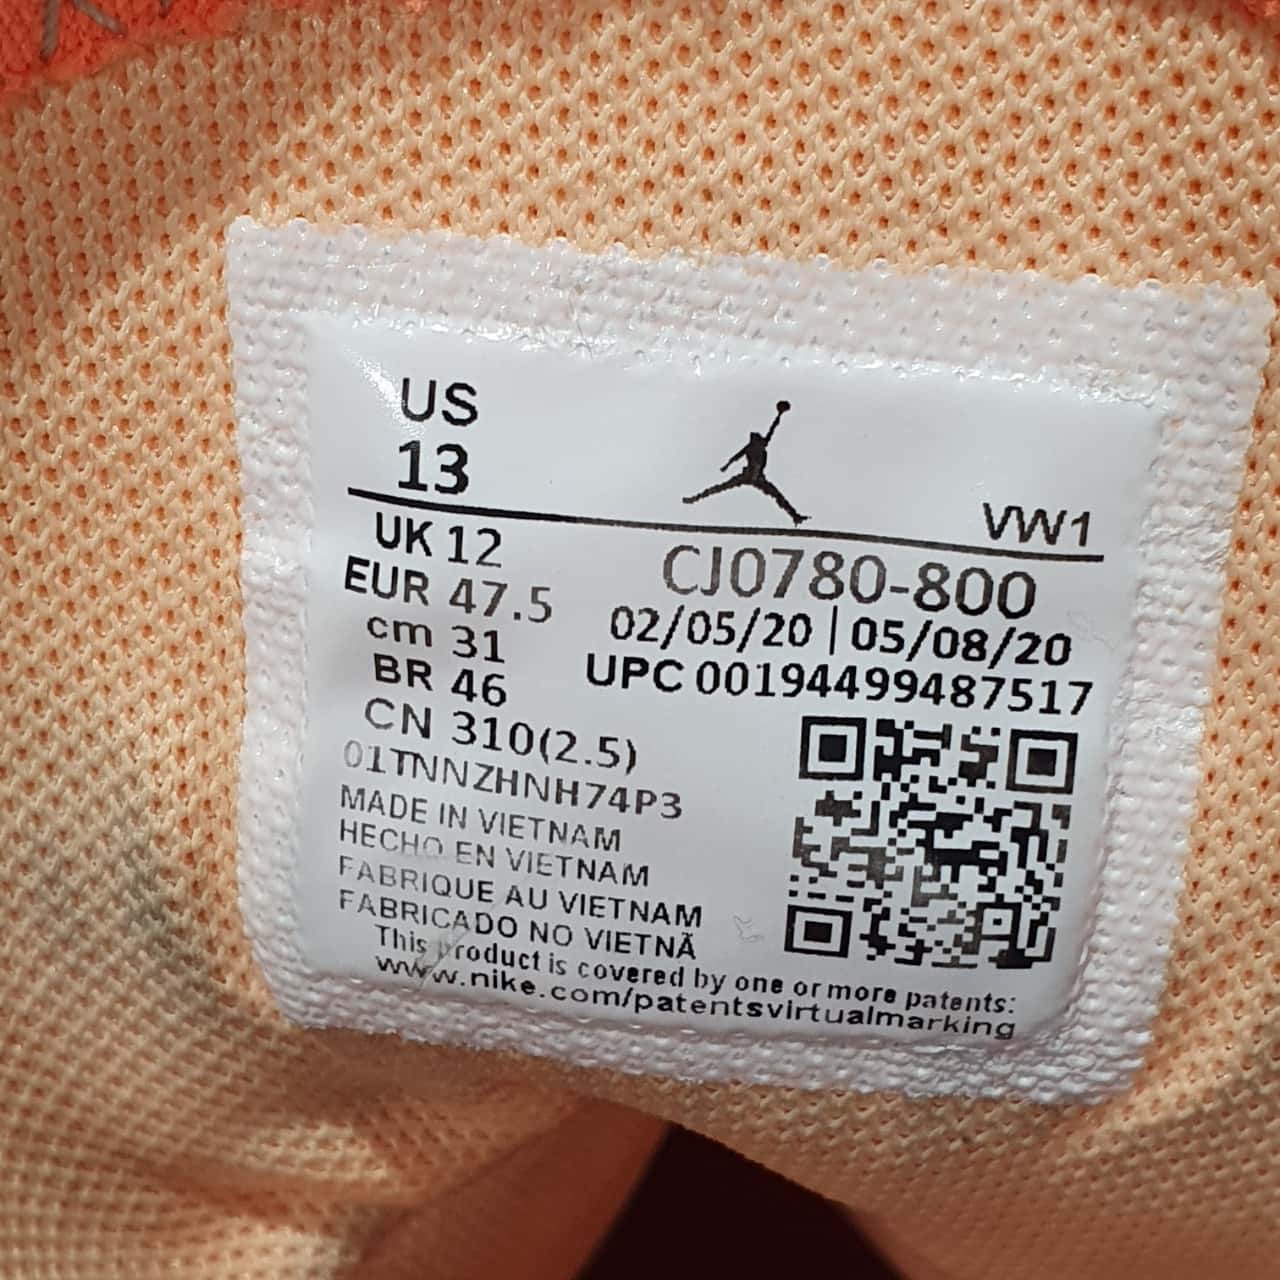 US
13
VW1
UK 12
CJ0780-800
EUR 47.5
02/05/20 | 05/08/20
cm 31
UPC 00194499487517
BR 46
CN 310(2.5)
01TNNZHNH74P3
MADE IN VIETNAM
HECHO EN VIETNAM
FABRIQUE AU VIETNAM
FABRICADO NO VIETNÃ
This product is covered by one or more patents:
www.nike.com/patentsvirtualmarking